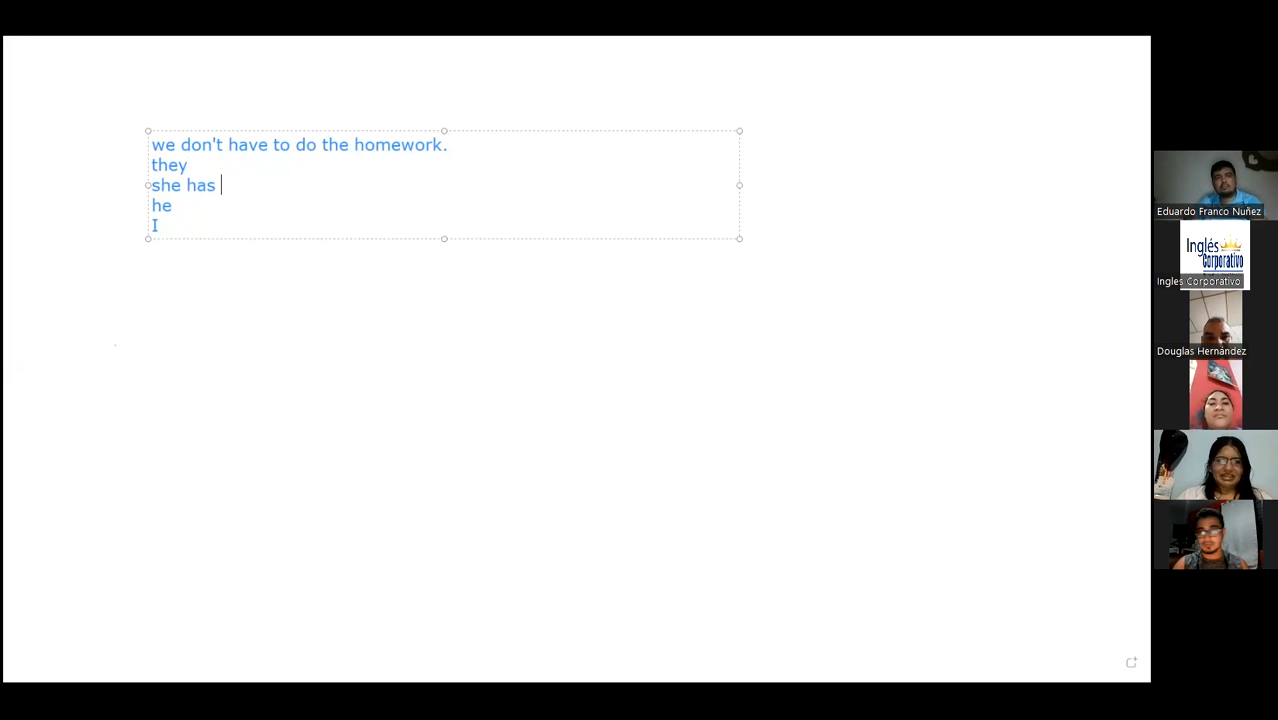 we don't have to do the homework.
they
she has
he
I
Eduardo Franco Nuñez
Inglés
Corporativo
Ingles Corporativo
Douglas Hernández